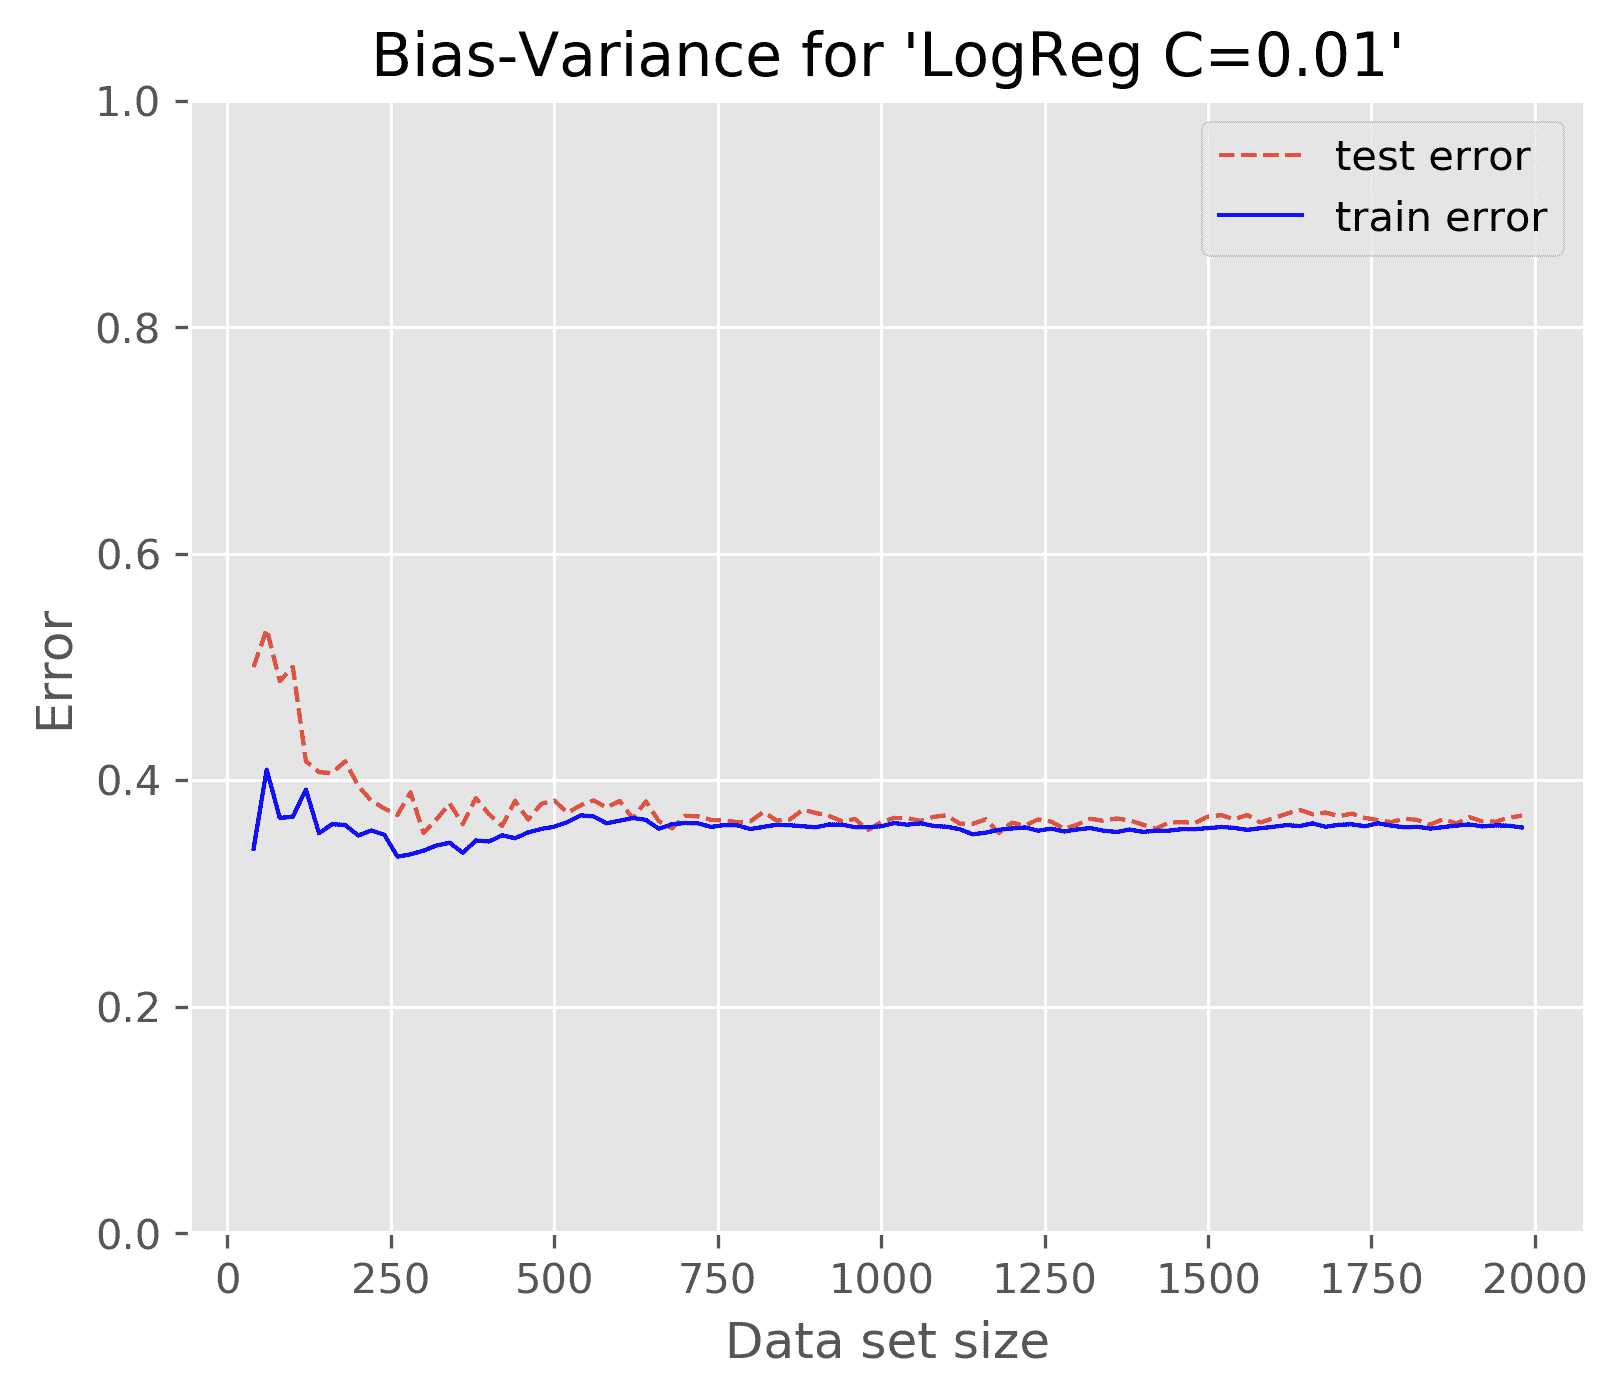 Bias-Variance for 'LogReg C=0.01'
1.0
test error
train error
0.8
0.6
Error
0.4
0.2
0.0
0 250 500 750 1000 1250 1500 1750 2000
Data set size